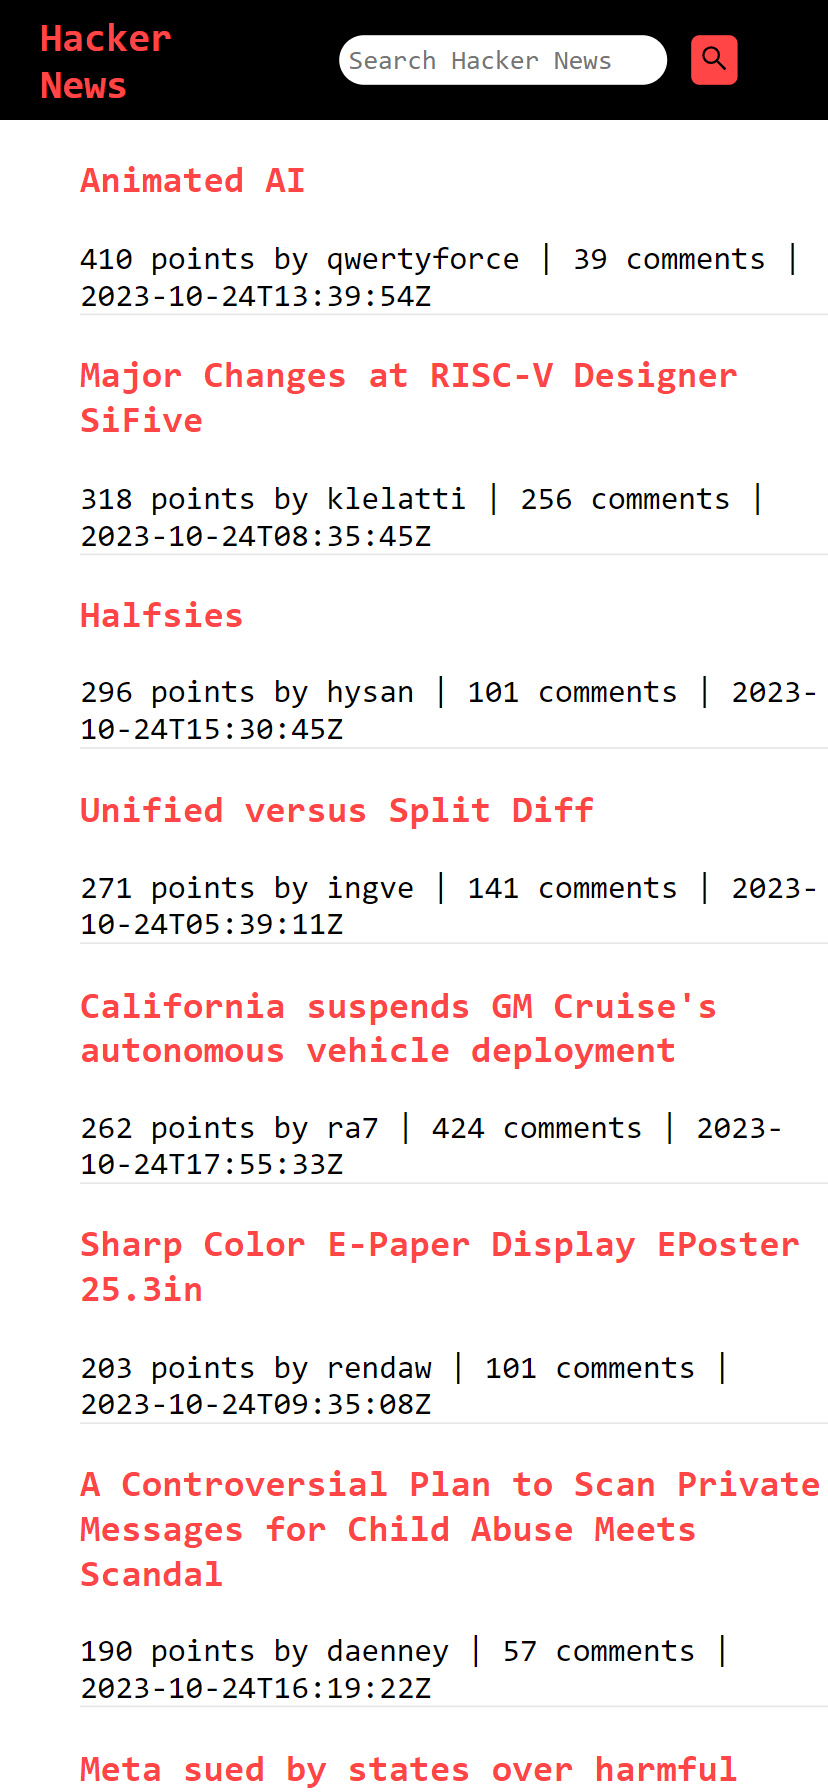 Hacker
News
Search Hacker News
Animated AI
410 points by qwertyforce | 39 comments |
2023-10-24T13:39:54Z
Major Changes at RISC-V Designer
SiFive
318 points by klelatti | 256 comments |
2023-10-24T08:35:45Z
Halfsies
296 points by hysan | 101 comments | 2023-
10-24T15:30:45Z
Unified versus Split Diff
271 points by ingve | 141 comments | 2023-
10-24T05:39:11Z
California suspends GM Cruise's
autonomous vehicle deployment
262 points by ra7 | 424 comments | 2023-
10-24T17:55:33Z
Sharp Color E-Paper Display EPoster
25.3in
203 points by rendaw | 101 comments |
2023-10-24T09:35:08Z
A Controversial Plan to Scan Private
Messages for Child Abuse Meets
Scandal
190 points by daenney | 57 comments |
2023-10-24T16:19:22Z
Meta sued by states over harmful